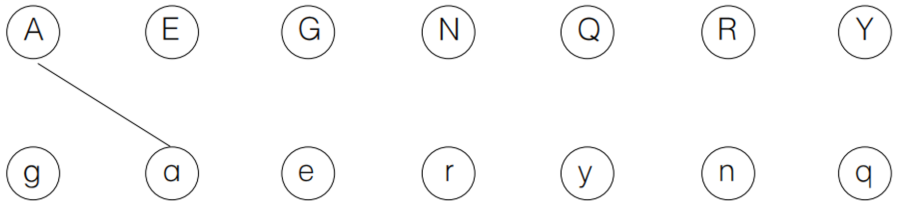 A E G N Q R Y
g a e r y n q